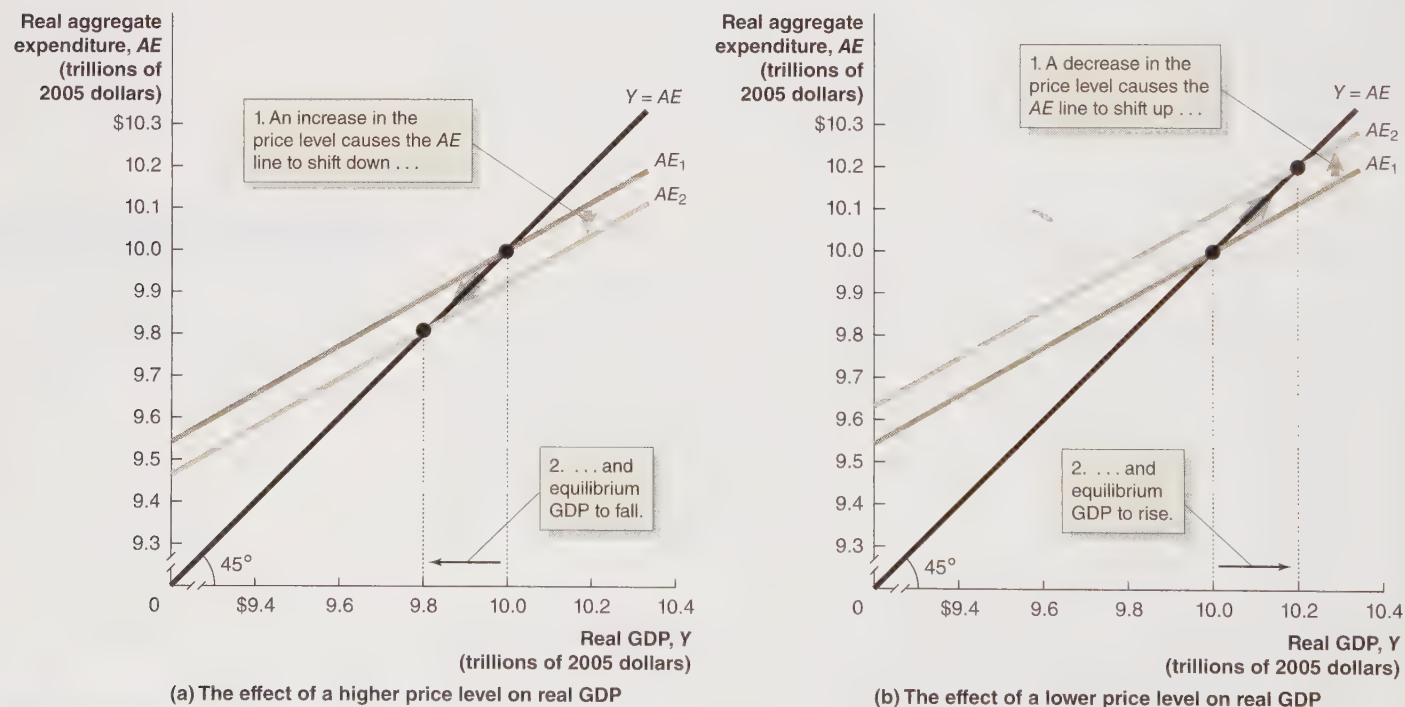 Real aggregate
expenditure, AE
(trillions of
2005 dollars)
$10.3
10.2
10.1
10.0
9.9
9.8
9.7
9.6
9.5
9.4
9.3
1. An increase in the
price level causes the AE
line to shift down . . .
Y = AE
AE1
AE2
2. . . . and
equilibrium
GDP to fall.
45°
0
$9.4
9.6
9.8
10.0
10.2
10.4
Real GDP, Y
(trillions of 2005 dollars)
(a) The effect of a higher price level on real GDP
Real aggregate
expenditure, AE
(trillions of
2005 dollars)
$10.3
10.2
10.1
10.0
9.9
9.8
9.7
9.6
9.5
9.4
9.3
1. A decrease in the
price level causes the
AE line to shift up . . .
Y = AE
AE2
AE1
2. . . . and
equilibrium
GDP to rise.
45°
0
$9.4
9.6
9.8
10.0
10.2
10.4
Real GDP, Y
(trillions of 2005 dollars)
(b) The effect of a lower price level on real GDP